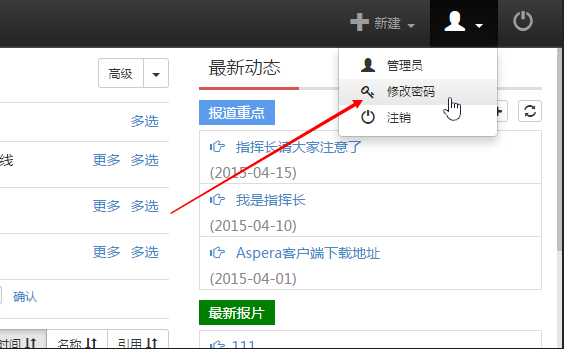 新建
管理员
修改密码
注销
高级
最新动态
多选
报道重点
线
更多 多选
指挥长请大家注意了
(2015-04-15)
更多 多选
我是指挥长
(2015-04-10)
更多 多选
Aspera客户端下载地址
(2015-04-01)
确认
最新报片
时间
名称
引用
111